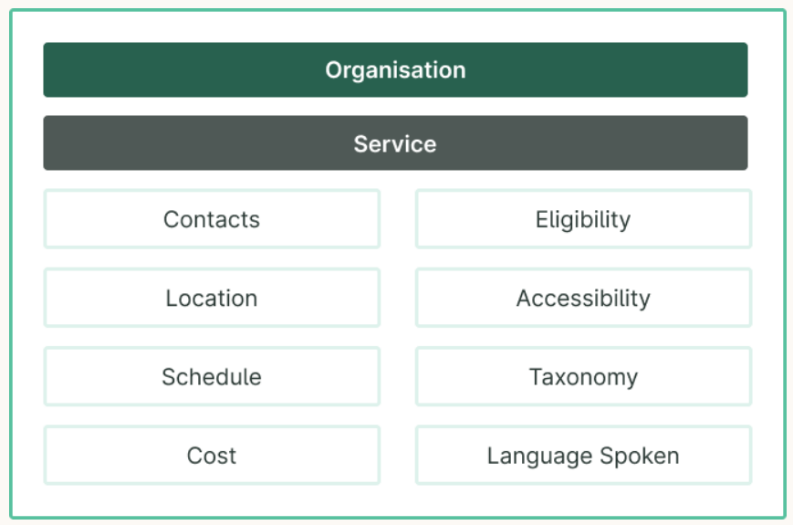 Organisation
Service
Contacts
Eligibility
Location
Accessibility
Schedule
Taxonomy
Cost
Language Spoken